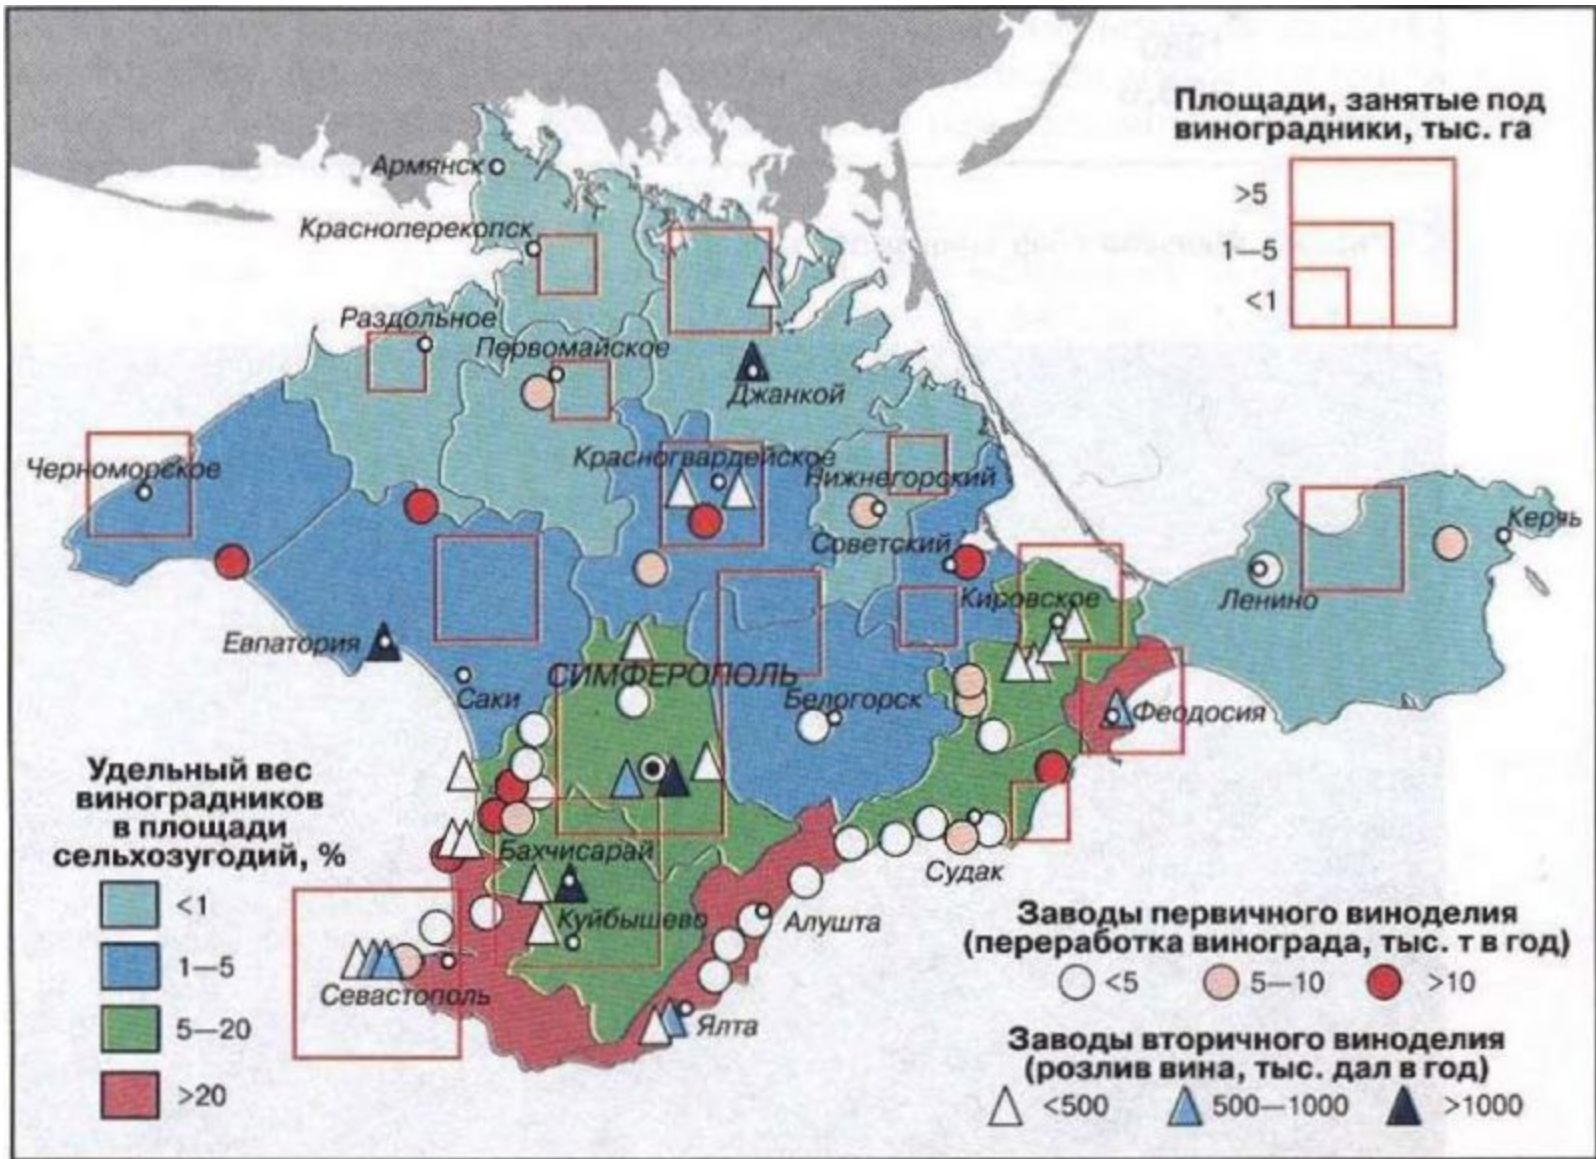 Площади, занятые под
виноградники, тыс. га
>5
1—5
<1
Армянск
Красноперекопск
Раздольное
Первомайское
Джанкой
Черноморское
Красногвардейское
Нижнегорский
Советский
Керчь
Ленино
Кировское
Евпатория
Саки
СИМФЕРОПОЛЬ
Белогорск
Феодосия
Бахчисарай
Куйбышево
Судак
Алушта
Севастополь
Ялта
Удельный вес
виноградников
в площади
сельхозугодий, %
<1
1—5
5—20
>20
Заводы первичного виноделия
(переработка винограда, тыс. т в год)
<5
5—10
>10
Заводы вторичного виноделия
(розлив вина, тыс. дал в год)
<500
500—1000
>1000